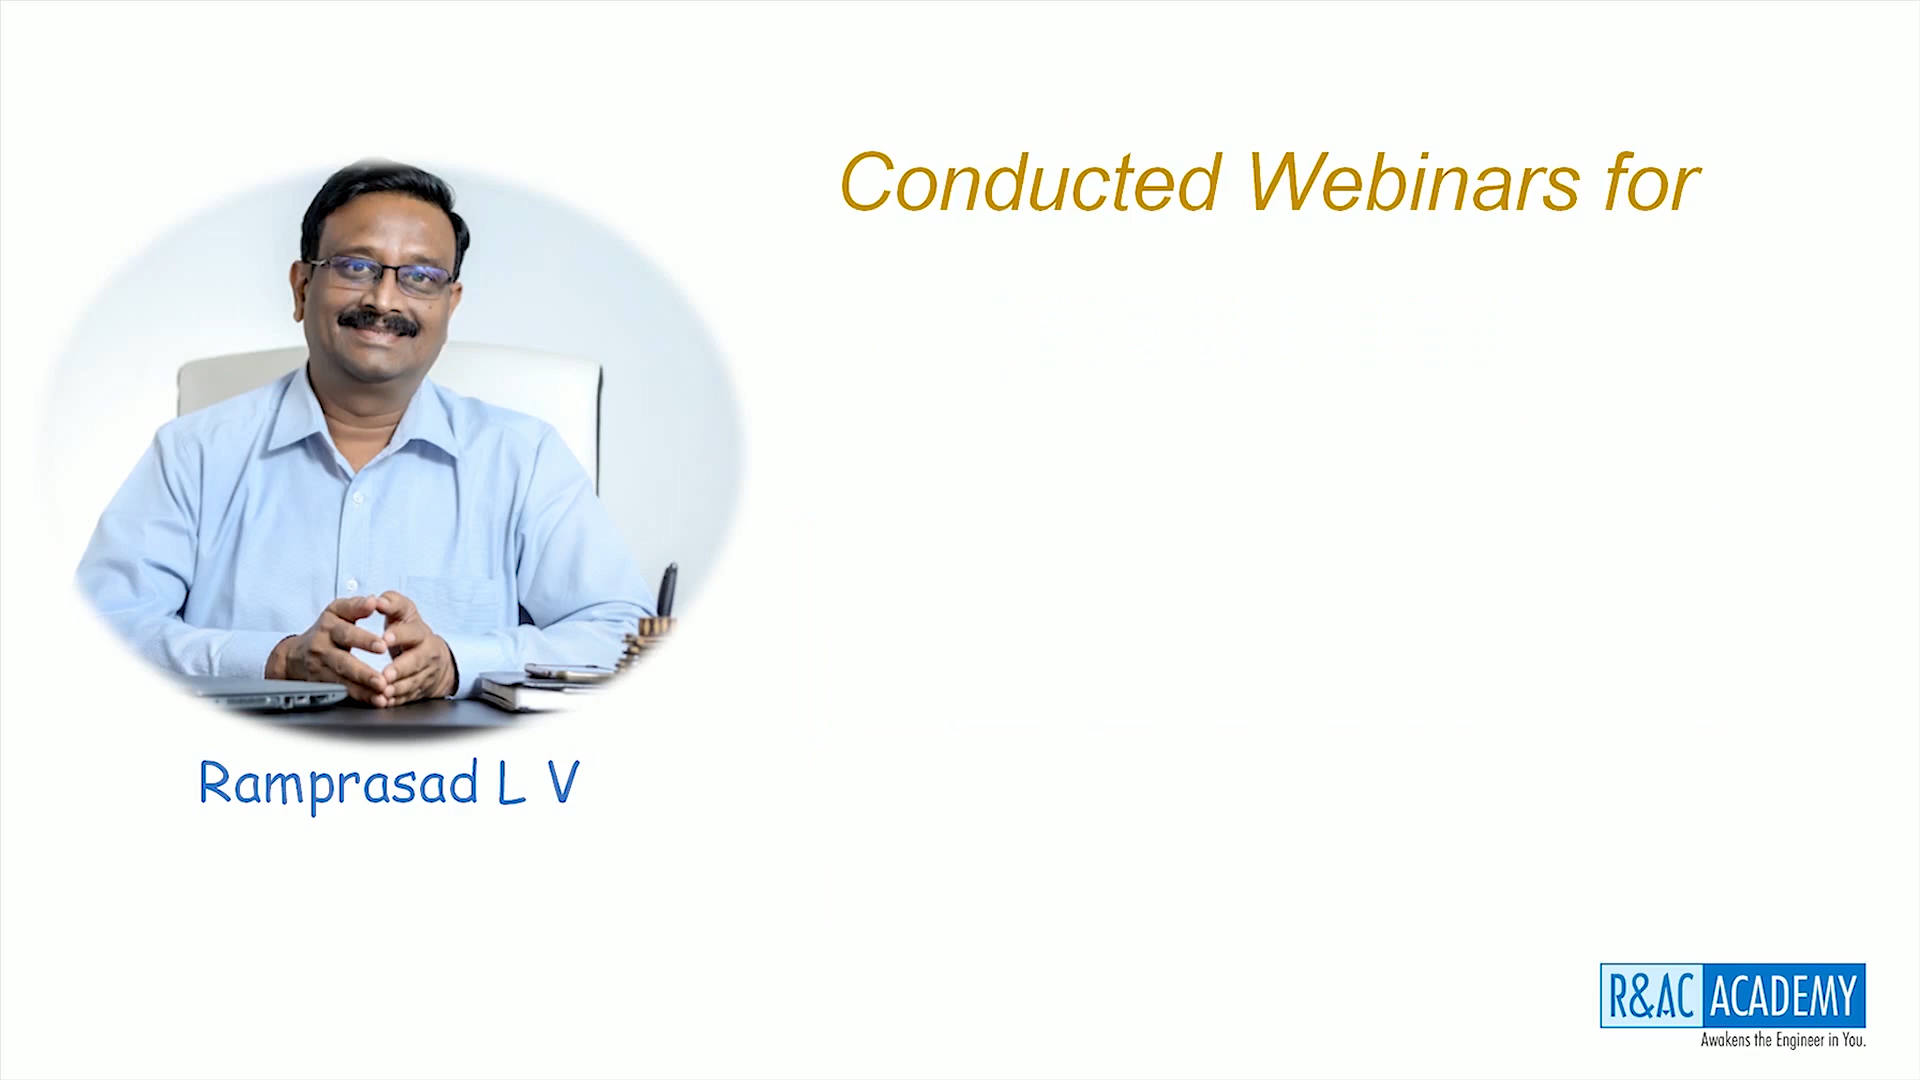 Conducted Webinars for
Ramprasad L V
R&AC ACADEMY
Awakens the Engineer in You.